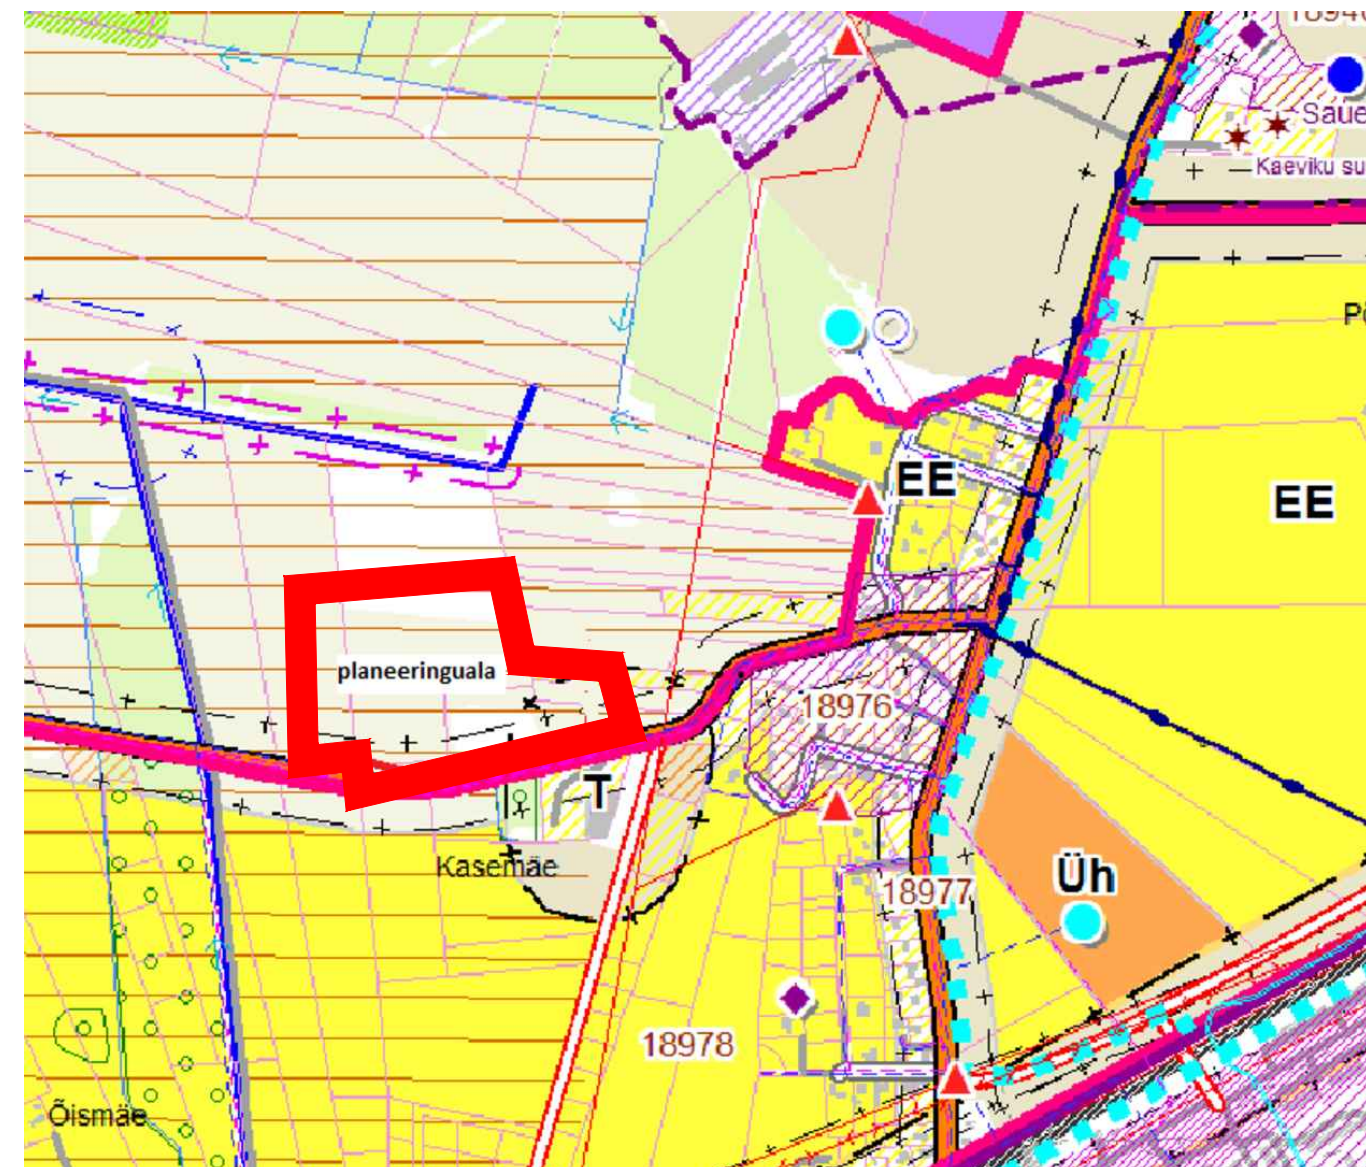 Saue
Kaeviku su
EE
EE
planeeringuala
18976
T
Kasemäe
Üh
18977
18978
Õismäe